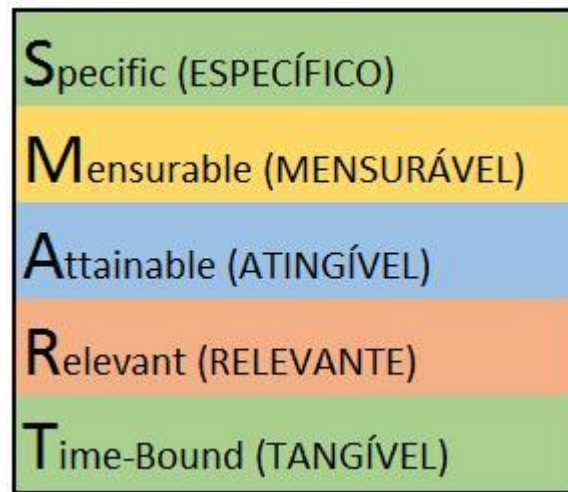 Specific (ESPECÍFICO)
Mensurable (MENSURÁVEL)
Attainable (ATINGÍVEL)
Relevant (RELEVANTE)
Time-Bound (TANGÍVEL)